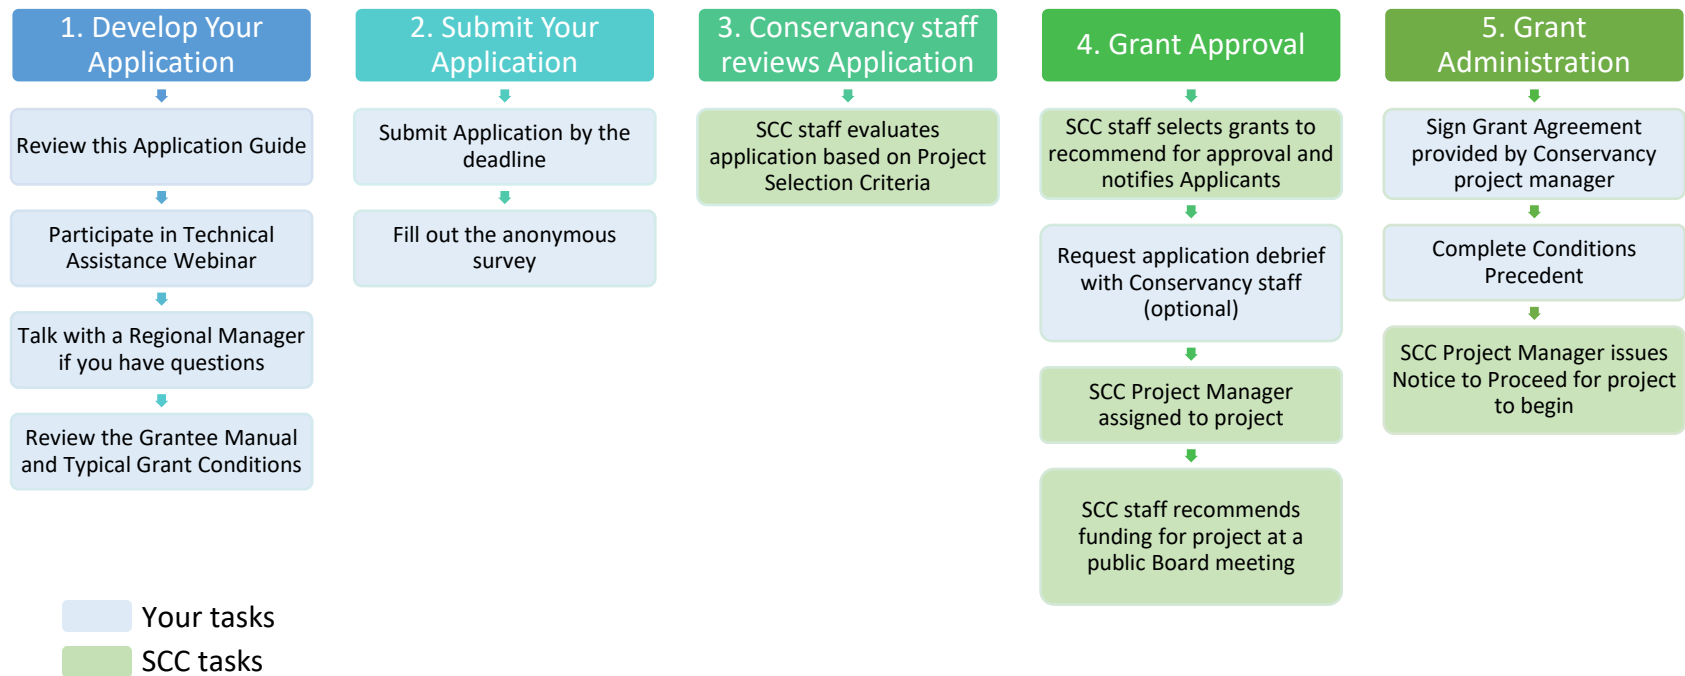 1. Develop Your
Application
Review this Application Guide
Participate in Technical
Assistance Webinar
Talk with a Regional Manager
if you have questions
Review the Grantee Manual
and Typical Grant Conditions
2. Submit Your
Application
Submit Application by the
deadline
Fill out the anonymous
survey
3. Conservancy staff
reviews Application
SCC staff evaluates
application based on Project
Selection Criteria
4. Grant Approval
SCC staff selects grants to
recommend for approval and
notifies Applicants
Request application debrief
with Conservancy staff
(optional)
SCC Project Manager
assigned to project
SCC staff recommends
funding for project at a
public Board meeting
5. Grant
Administration
Sign Grant Agreement
provided by Conservancy
project manager
Complete Conditions
Precedent
SCC Project Manager issues
Notice to Proceed for project
to begin
Your tasks
SCC tasks